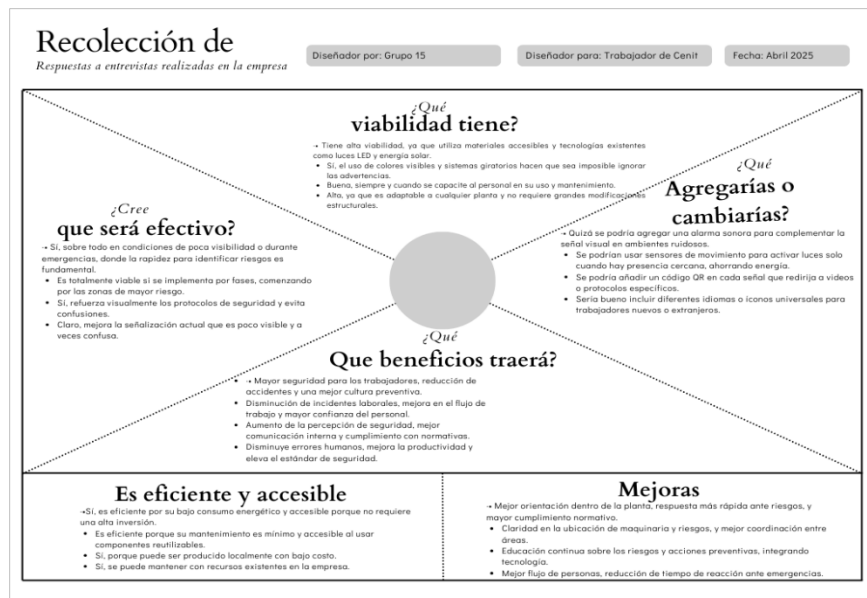 Recolección de
Respuestas a entrevistas realizadas en la empresa
Diseñador por: Grupo 15
Diseñador para: Trabajador de Cenit
Fecha: Abril 2025
¿Qué
viabilidad tiene?
→ Tiene alta viabilidad, ya que utiliza materiales accesibles y tecnologías existentes
como luces LED y energía solar.
• Sí, el uso de colores visibles y sistemas giratorios hacen que sea imposible ignorar
las advertencias.
• Buena, siempre y cuando se capacite al personal en su uso y mantenimiento.
• Alta, ya que es adaptable a cualquier planta y no requiere grandes modificaciones
estructurales.
¿Cree
que será efectivo?
→ Sí, sobre todo en condiciones de poca visibilidad o durante
emergencias, donde la rapidez para identificar riesgos es
fundamental.
• Es totalmente viable si se implementa por fases, comenzando
por las zonas de mayor riesgo.
• Sí, refuerza visualmente los protocolos de seguridad y evita
confusiones.
• Claro, mejora la señalización actual que es poco visible y a
veces confusa.
¿Qué
Agregarías o
cambiarías?
→ Quizá se podría agregar una alarma sonora para complementar la
señal visual en ambientes ruidosos.
• Se podrían usar sensores de movimiento para activar luces solo
cuando hay presencia cercana, ahorrando energía.
• Se podría añadir un código QR en cada señal que redirija a videos
o protocolos específicos.
• Sería bueno incluir diferentes idiomas o íconos universales para
trabajadores nuevos o extranjeros.
¿Qué
Que beneficios traerá?
• → Mayor seguridad para los trabajadores, reducción de
accidentes y una mejor cultura preventiva.
• Disminución de incidentes laborales, mejora en el flujo de
trabajo y mayor confianza del personal.
• Aumento de la percepción de seguridad, mejor
comunicación interna y cumplimiento con normativas.
• Disminuye errores humanos, mejora la productividad y
eleva el estándar de seguridad.
Es eficiente y accesible
→Sí, es eficiente por su bajo consumo energético y accesible porque no requiere
una alta inversión.
• Es eficiente porque su mantenimiento es mínimo y accesible al usar
componentes reutilizables.
• Sí, porque puede ser producido localmente con bajo costo.
• Sí, se puede mantener con recursos existentes en la empresa.
Mejoras
→ Mejor orientación dentro de la planta, respuesta más rápida ante riesgos, y
mayor cumplimiento normativo.
• Claridad en la ubicación de maquinaria y riesgos, y mejor coordinación entre
áreas.
• Educación continua sobre los riesgos y acciones preventivas, integrando
tecnología.
• Mejor flujo de personas, reducción de tiempo de reacción ante emergencias.